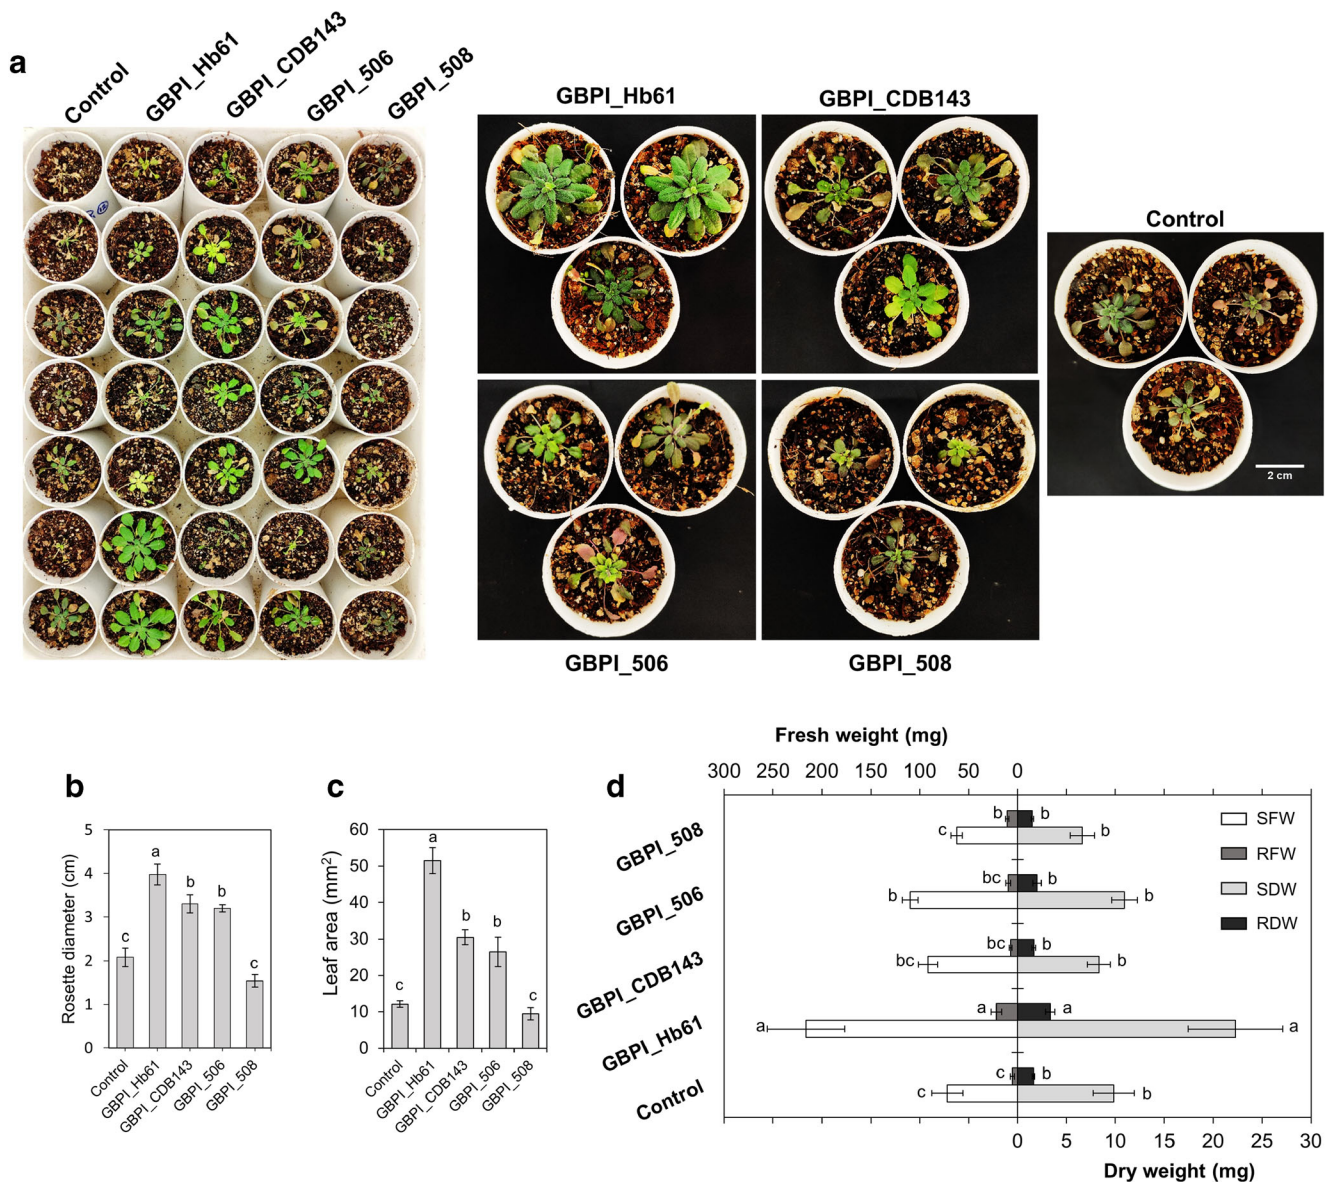 a
Control
GBPI_Hb61
GBPI_CDB143
GBPI_506
GBPI_508
GBPI_Hb61
GBPI_CDB143
Control
2 cm
GBPI_506
GBPI_508
b
Rosette diameter (cm)
5
4
3
2
1
0
c
a
b
b
c
Control
GBPI_Hb61
GBPI_CDB143
GBPI_506
GBPI_508
c
Leaf area (mm²)
60
50
40
30
20
10
0
c
a
b
b
c
Control
GBPI_Hb61
GBPI_CDB143
GBPI_506
GBPI_508
d
Fresh weight (mg)
300 250 200 150 100 50 0
GBPI_508
b b
c b
GBPI_506
bc b
b b
GBPI_CDB143
bc b
bc b
GBPI_Hb61
a a
a a
Control
c b
c b
SFW
RFW
SDW
RDW
0 5 10 15 20 25 30
Dry weight (mg)